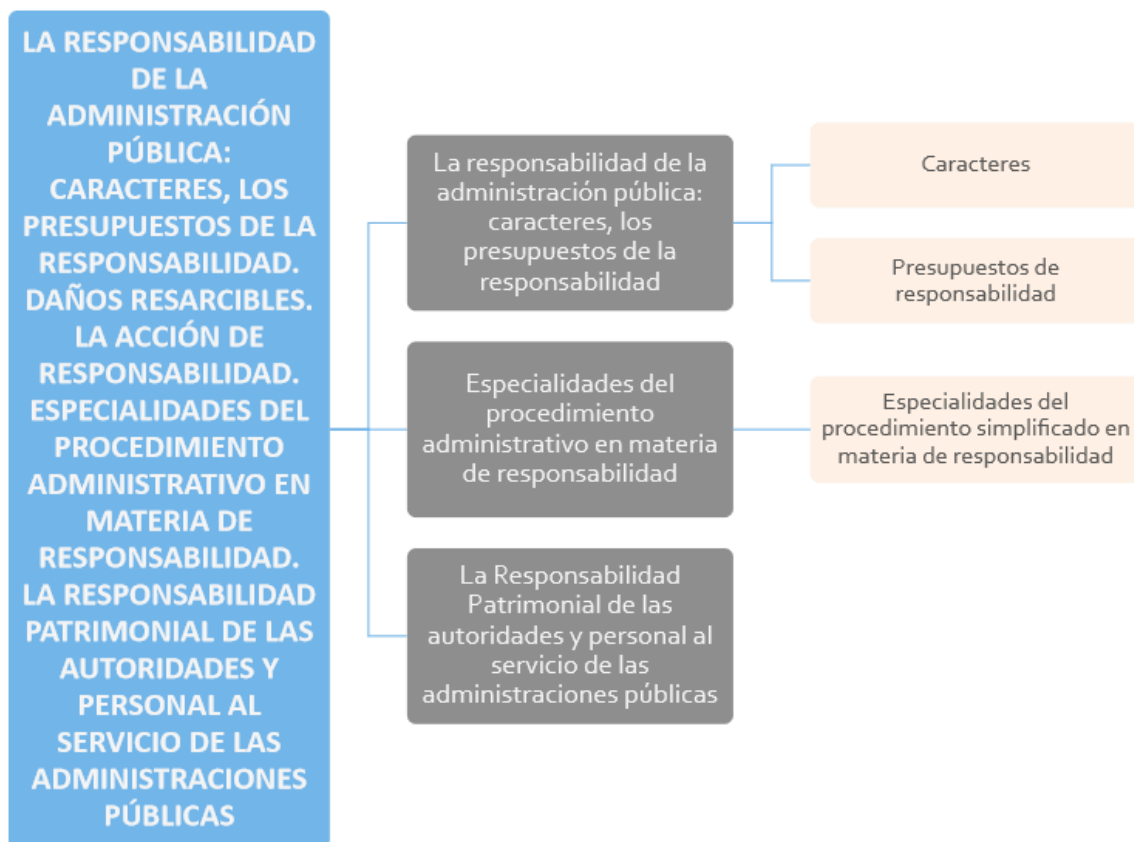 LA RESPONSABILIDAD
DE LA
ADMINISTRACIÓN
PÚBLICA:
CARACTERES, LOS
PRESUPUESTOS DE LA
RESPONSABILIDAD.
DAÑOS RESARCIBLES.
LA ACCIÓN DE
RESPONSABILIDAD.
ESPECIALIDADES DEL
PROCEDIMIENTO
ADMINISTRATIVO EN
MATERIA DE
RESPONSABILIDAD.
LA RESPONSABILIDAD
PATRIMONIAL DE LAS
AUTORIDADES Y
PERSONAL AL
SERVICIO DE LAS
ADMINISTRACIONES
PÚBLICAS
La responsabilidad de la
administración pública:
caracteres, los
presupuestos de la
responsabilidad
Caracteres
Presupuestos de
responsabilidad
Especialidades del
procedimiento
administrativo en materia
de responsabilidad
Especialidades del
procedimiento simplificado en
materia de responsabilidad
La Responsabilidad
Patrimonial de las
autoridades y personal al
servicio de las
administraciones públicas